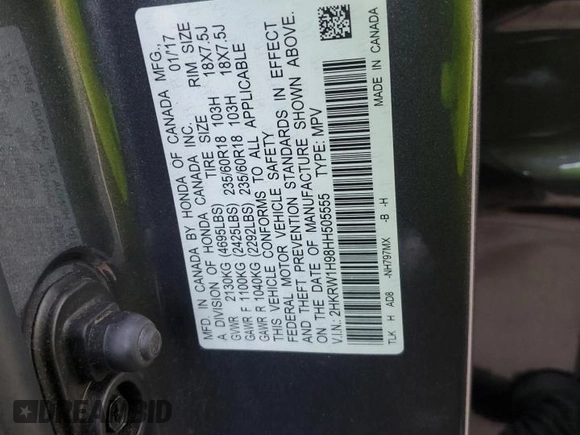 MFD. IN CANADA BY HONDA OF CANADA MFG.,
A DIVISION OF HONDA CANADA INC. 01/17
TIRE SIZE RIM SIZE
GVWR 2130KG (4695LBS)
GAWR F 1100KG (2425LBS) 235/60R18 103H 18X7.5J
GAWR R 1040KG (2292LBS) 235/60R18 103H 18X7.5J
THIS VEHICLE CONFORMS TO ALL APPLICABLE
FEDERAL MOTOR VEHICLE SAFETY
AND THEFT PREVENTION STANDARDS IN EFFECT
ON THE DATE OF MANUFACTURE SHOWN ABOVE.
V.I.N.: 2HKRW1H98HH505555 TYPE: MPV
TLK H AD8 -NH797MX -B -H
MADE IN CANADA
DREAMBID